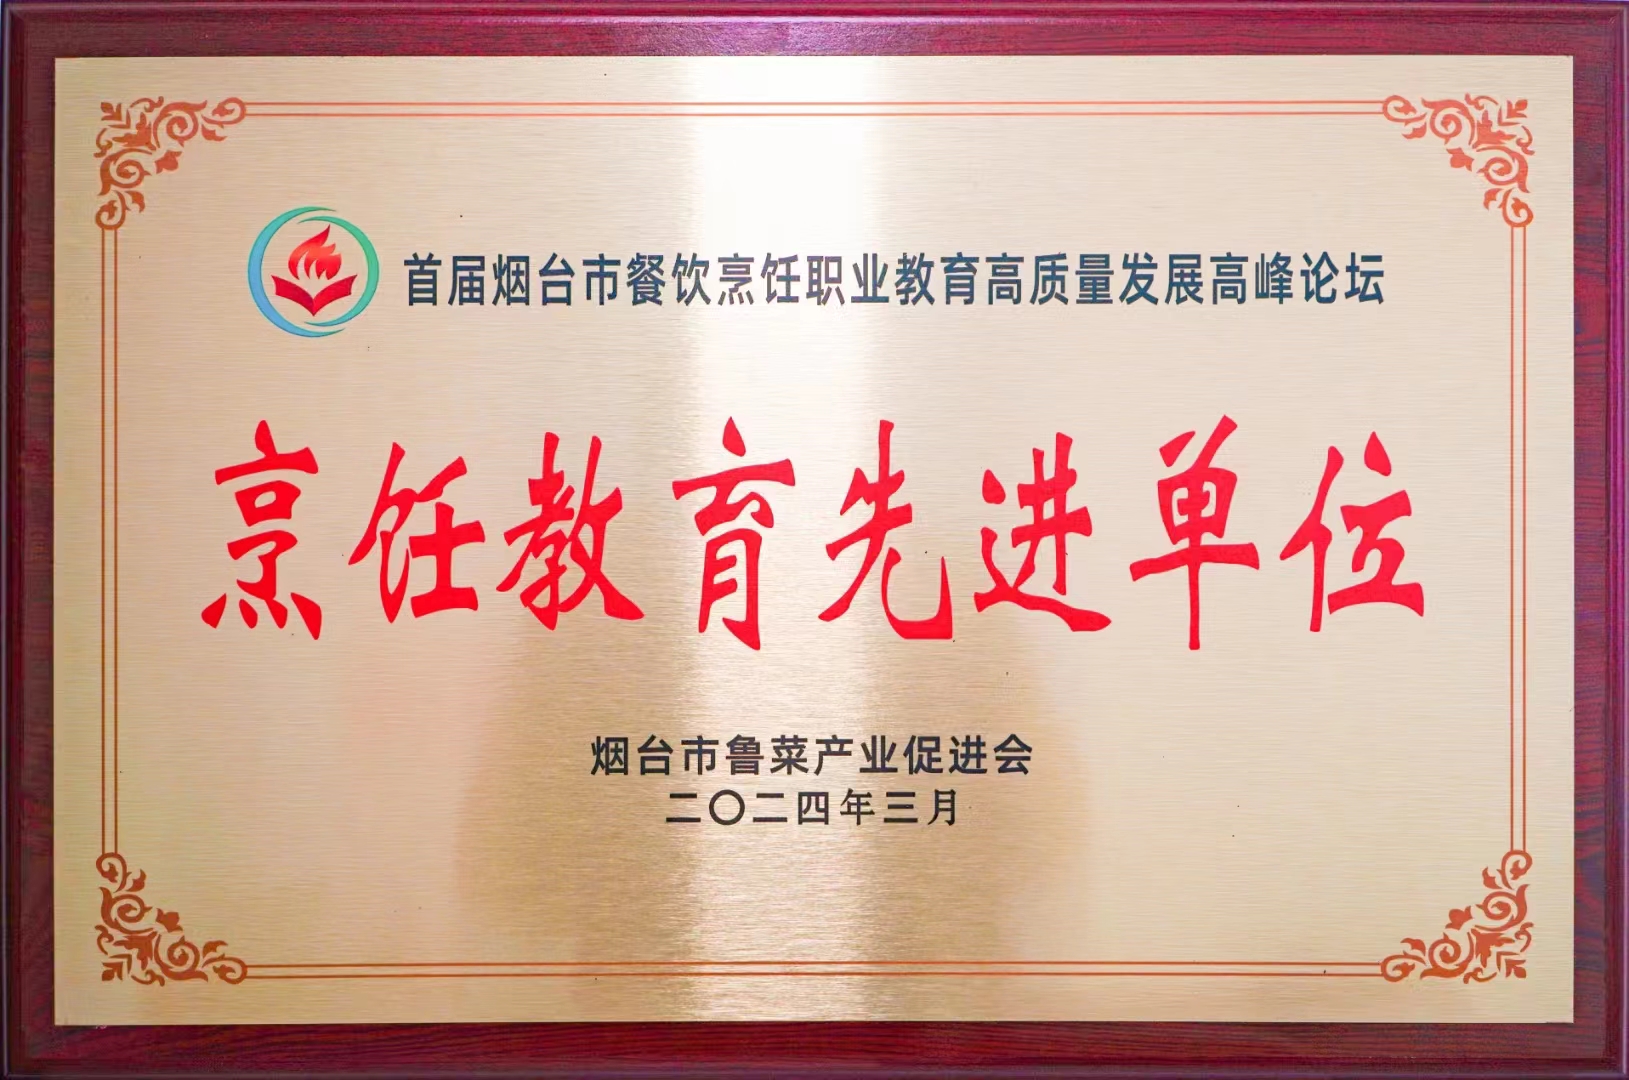 首届烟台市餐饮烹饪职业教育高质量发展高峰论坛
烹饪教育先进单位
烟台市鲁菜产业促进会
二〇二四年三月